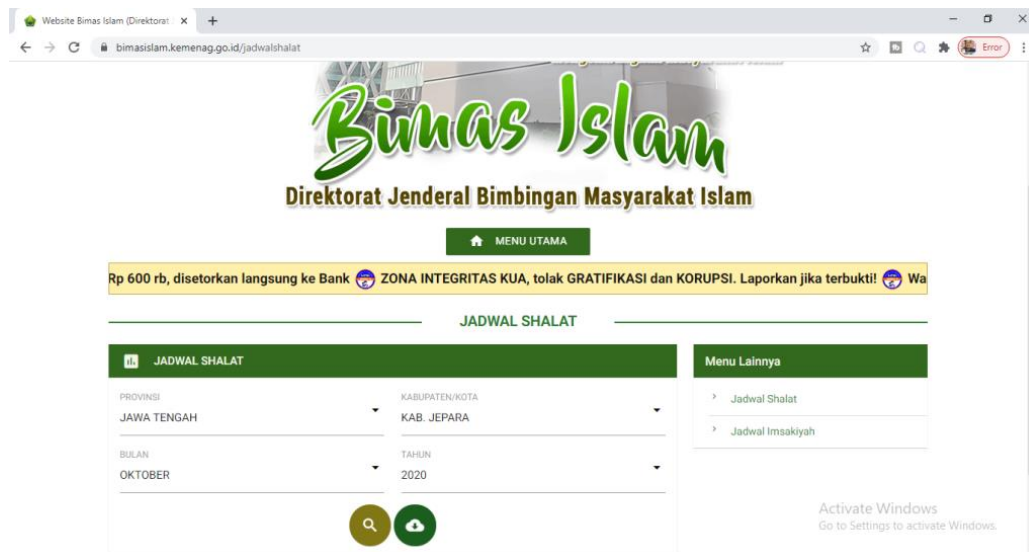 Website Bimas Islam (Direktorat
bimasislam.kemenag.go.id/jadwalshalat
Error
Bimas Islam
Direktorat Jenderal Bimbingan Masyarakat Islam
MENU UTAMA
Rp 600 rb, disetorkan langsung ke Bank ZONA INTEGRITAS KUA, tolak GRATIFIKASI dan KORUPSI. Laporkan jika terbukti! Wa
JADWAL SHALAT
JADWAL SHALAT
PROVINSI
JAWA TENGAH
KABUPATEN/KOTA
KAB. JEPARA
BULAN
OKTOBER
TAHUN
2020
Menu Lainnya
Jadwal Shalat
Jadwal Imsakiyah
Activate Windows
Go to Settings to activate Windows.